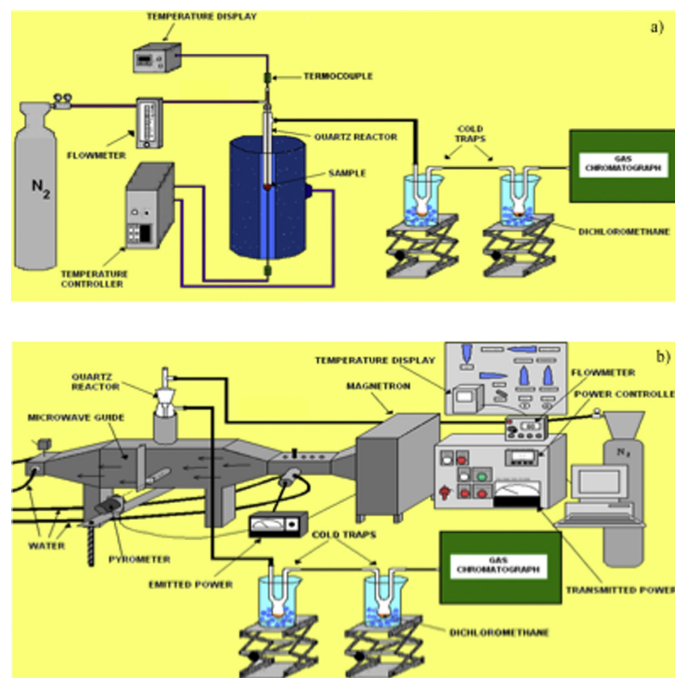 TEMPERATURE DISPLAY
a)
TERMOCOUPLE
QUARTZ REACTOR
COLD
TRAPS
GAS
CHROMATOGRAPH
FLOWMETER
N2
SAMPLE
DICHLOROMETHANE
TEMPERATURE
CONTROLLER
b)
QUARTZ
REACTOR
TEMPERATURE DISPLAY
MAGNETRON
FLOWMETER
POWER CONTROLLE
MICROWAVE GUIDE
N2
WATER
PYROMETER
EMITTED POWER
COLD TRAPS
GAS
CHROMATOGRAPH
TRANSMITTED POWER
DICHLOROMETHANE